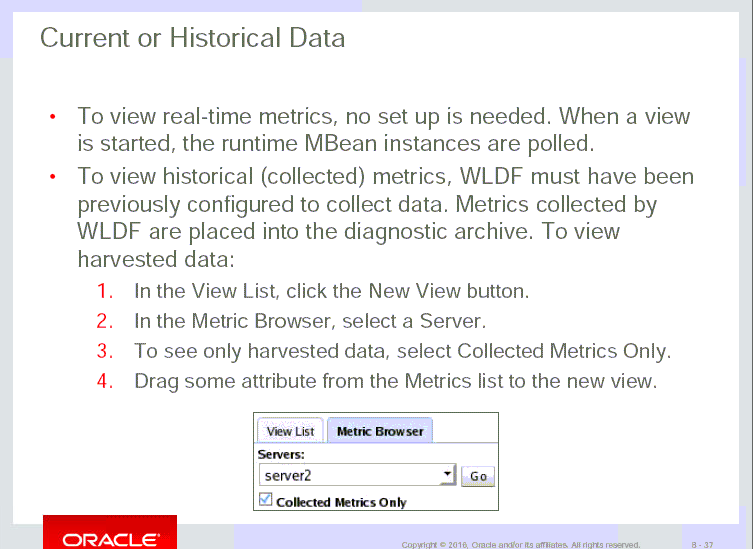 Current or Historical Data
• To view real-time metrics, no set up is needed. When a view
is started, the runtime MBean instances are polled.
• To view historical (collected) metrics, WLDF must have been
previously configured to collect data. Metrics collected by
WLDF are placed into the diagnostic archive. To view
harvested data:
1. In the View List, click the New View button.
2. In the Metric Browser, select a Server.
3. To see only harvested data, select Collected Metrics Only.
4. Drag some attribute from the Metrics list to the new view.
View List Metric Browser
Servers:
server2 Go
Collected Metrics Only
ORACLE
Copyright © 2016, Oracle and/or its affiliates. All rights reserved. 8 - 37